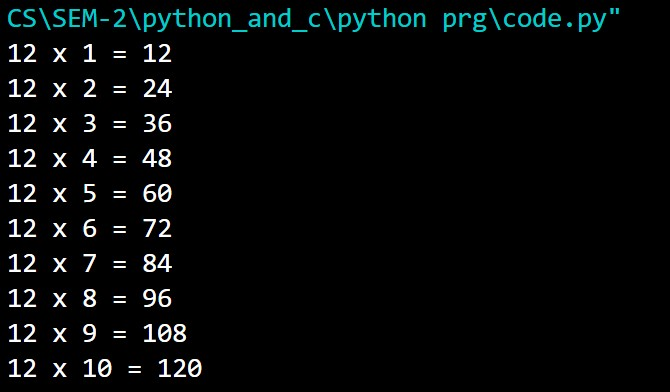 CS\SEM-2\python_and_c\python prg\code.py"
12 x 1 = 12
12 x 2 = 24
12 x 3 = 36
12 x 4 = 48
12 x 5 = 60
12 x 6 = 72
12 x 7 = 84
12 x 8 = 96
12 x 9 = 108
12 x 10 = 120